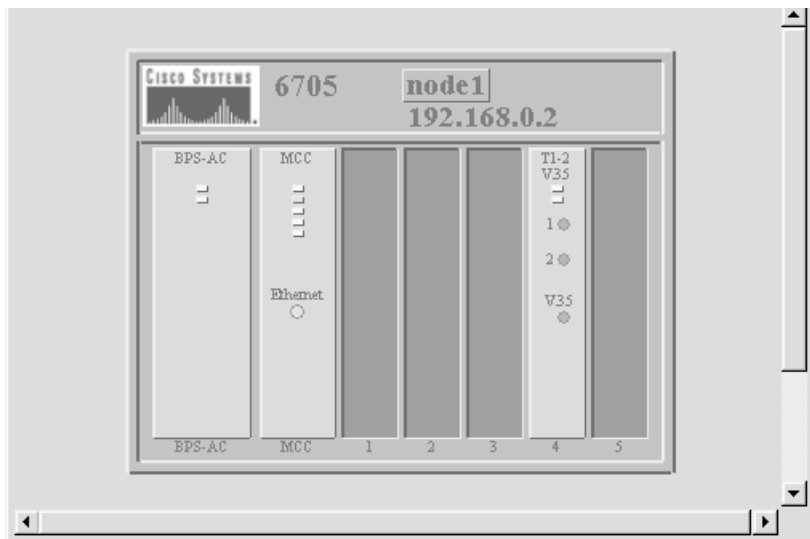 CISCO SYSTEMS
6705
node1
192.168.0.2
BPS-AC
MCC
T1-2
V35
1
2
Ethernet
V35
BPS-AC MCC 1 2 3 4 5